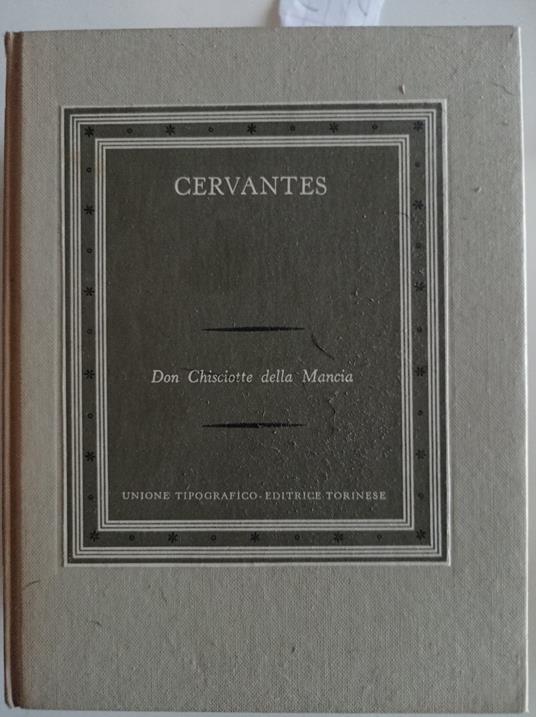 CERVANTES
Don Chisciotte della Mancia
UNIONE TIPOGRAFICO-EDITRICE TORINESE